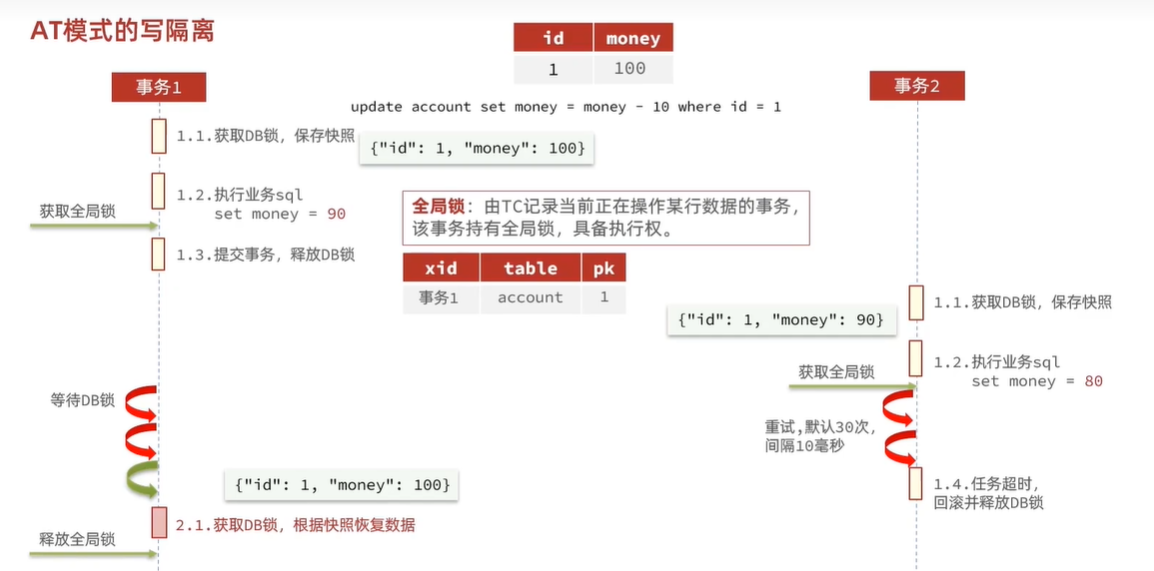 AT模式的写隔离
id money
1 100
事务1
事务2
update account set money = money - 10 where id = 1
1.1.获取DB锁，保存快照
{"id": 1, "money": 100}
1.2.执行业务sql
set money = 90
获取全局锁
全局锁：由TC记录当前正在操作某行数据的事务，
该事务持有全局锁，具备执行权。
1.3.提交事务，释放DB锁
xid table pk
事务1 account 1
1.1.获取DB锁，保存快照
{"id": 1, "money": 90}
1.2.执行业务sql
set money = 80
获取全局锁
等待DB锁
重试,默认30次，
间隔10毫秒
{"id": 1, "money": 100}
1.4.任务超时，
回滚并释放DB锁
2.1.获取DB锁，根据快照恢复数据
释放全局锁